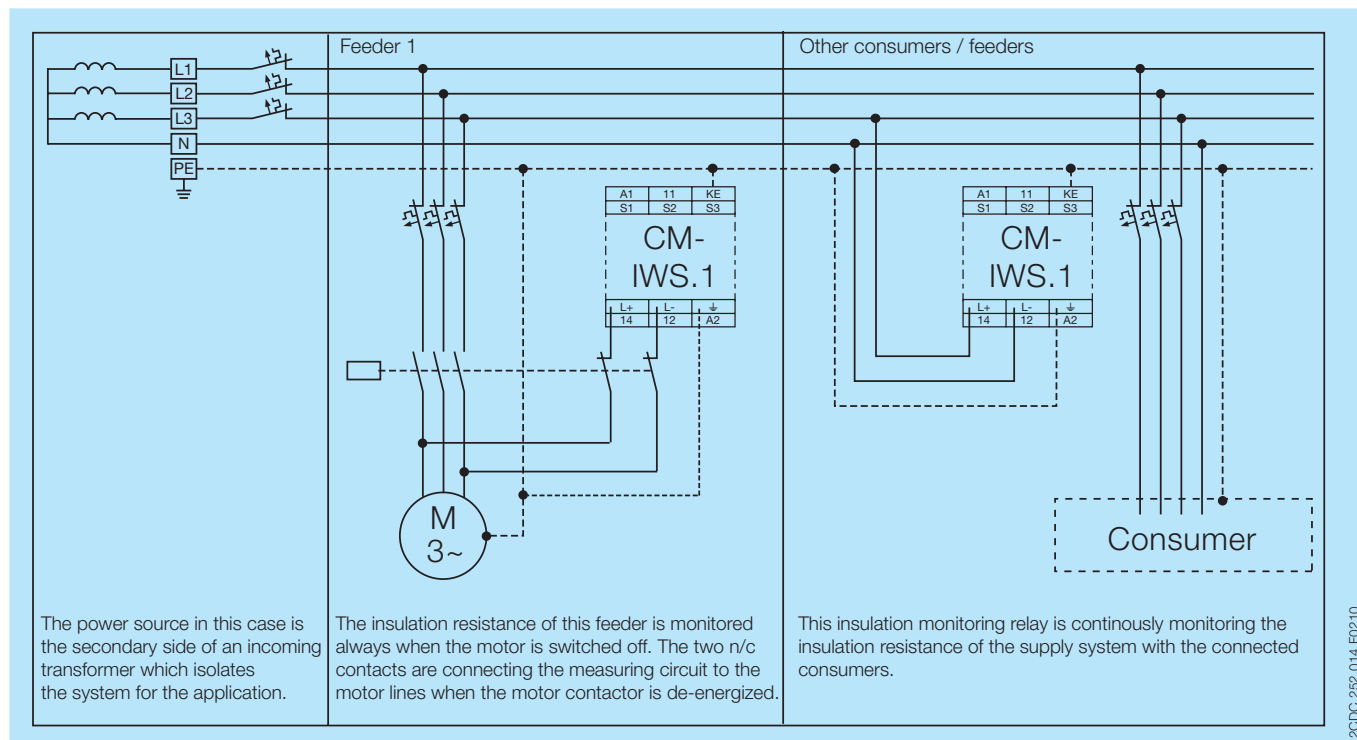 Feeder 1
Other consumers / feeders
L1
L2
L3
N
PE
A1 11 KE
S1 S2 S3
CM-
IWS.1
L+ L- ⏚
14 12 A2
A1 11 KE
S1 S2 S3
CM-
IWS.1
L+ L- ⏚
14 12 A2
M
3~
Consumer
The power source in this case is
the secondary side of an incoming
transformer which isolates
the system for the application.
The insulation resistance of this feeder is monitored
always when the motor is switched off. The two n/c
contacts are connecting the measuring circuit to the
motor lines when the motor contactor is de-energized.
This insulation monitoring relay is continously monitoring the
insulation resistance of the supply system with the connected
consumers.
2CDC 252 014 F0210